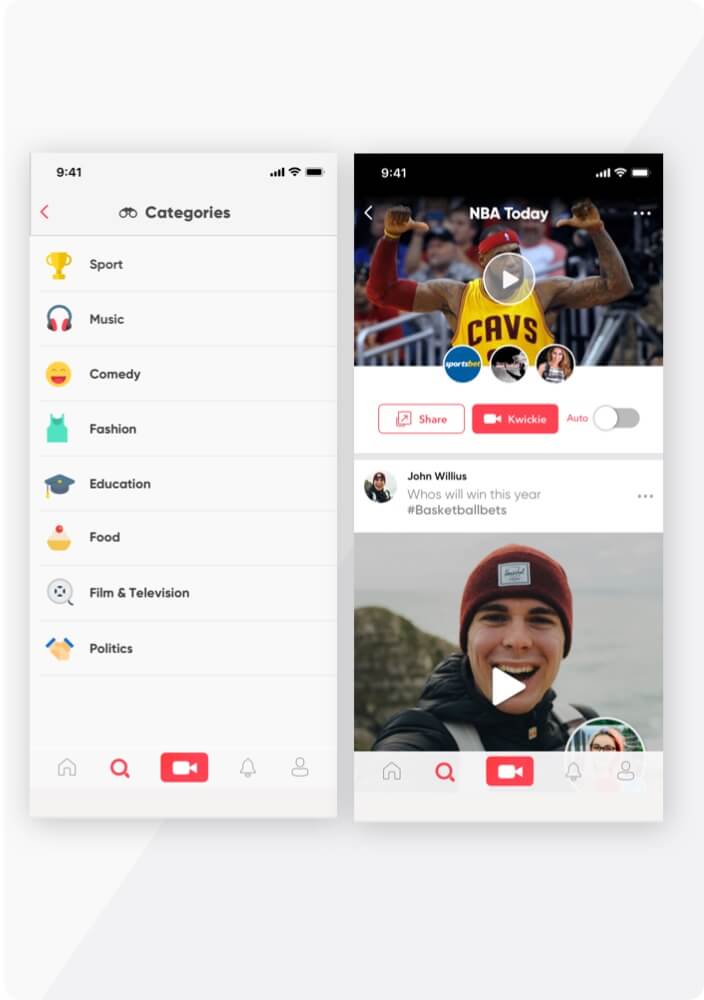 9:41
Categories
Sport
Music
Comedy
Fashion
Education
Food
Film & Television
Politics
9:41
NBA Today
CAVS
sportsbet
Share
Kwickie
Auto
John Willius
Whos will win this year
#Basketballbets